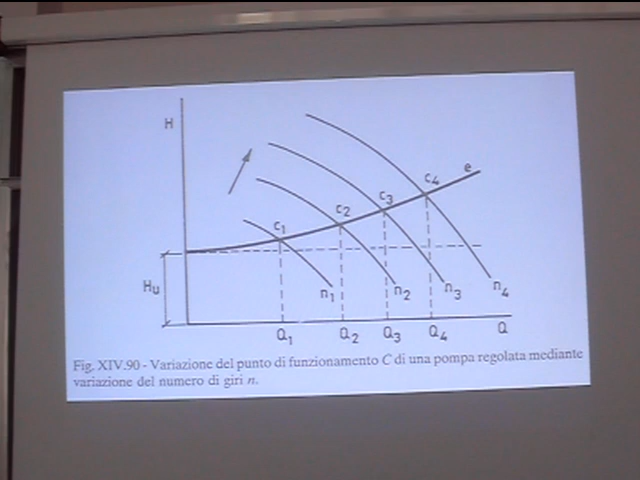 H
e
C1 C2 C3 C4
Hu
n1 n2 n3 n4
Q1 Q2 Q3 Q4 Q
Fig. XIV.90 - Variazione del punto di funzionamento C di una pompa regolata mediante
variazione del numero di giri n.